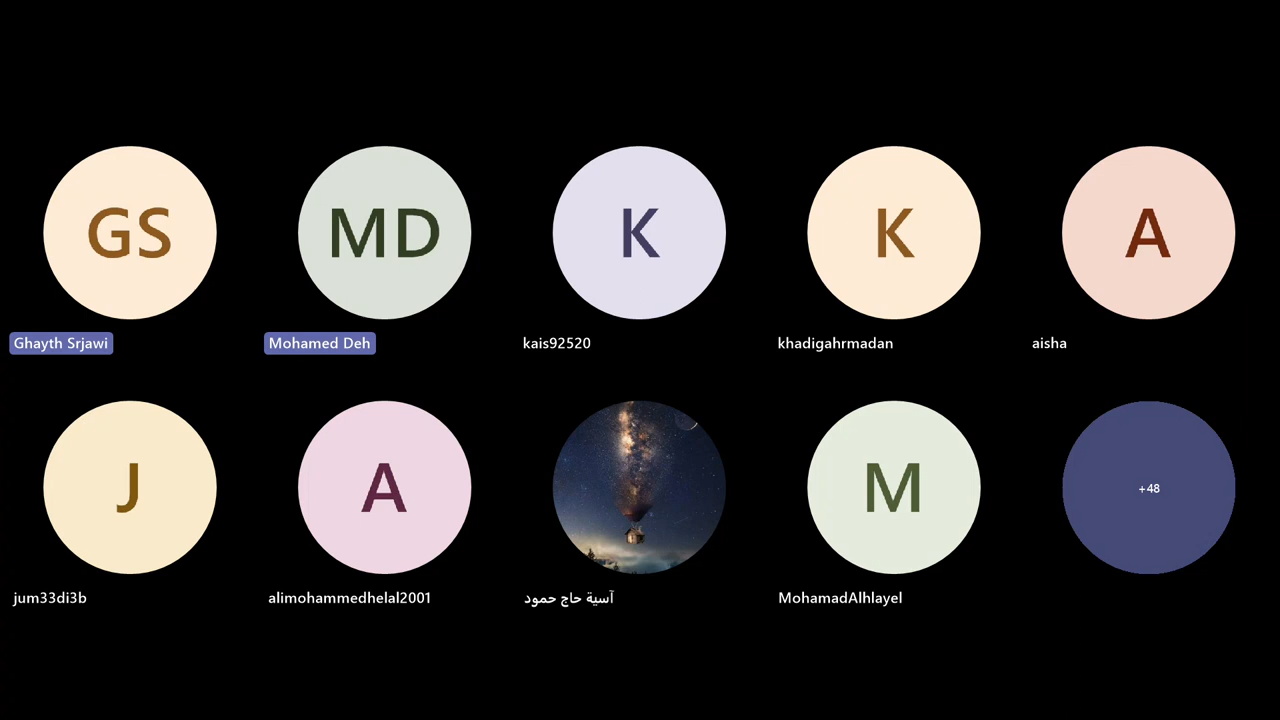 GS
MD
K
K
A
Ghayth Srjawi
Mohamed Deh
kais92520
khadigahrmadan
aisha
J
A
M
+48
jum33di3b
alimohammedhelal2001
آسية حاج حمود
MohamadAlhlayel